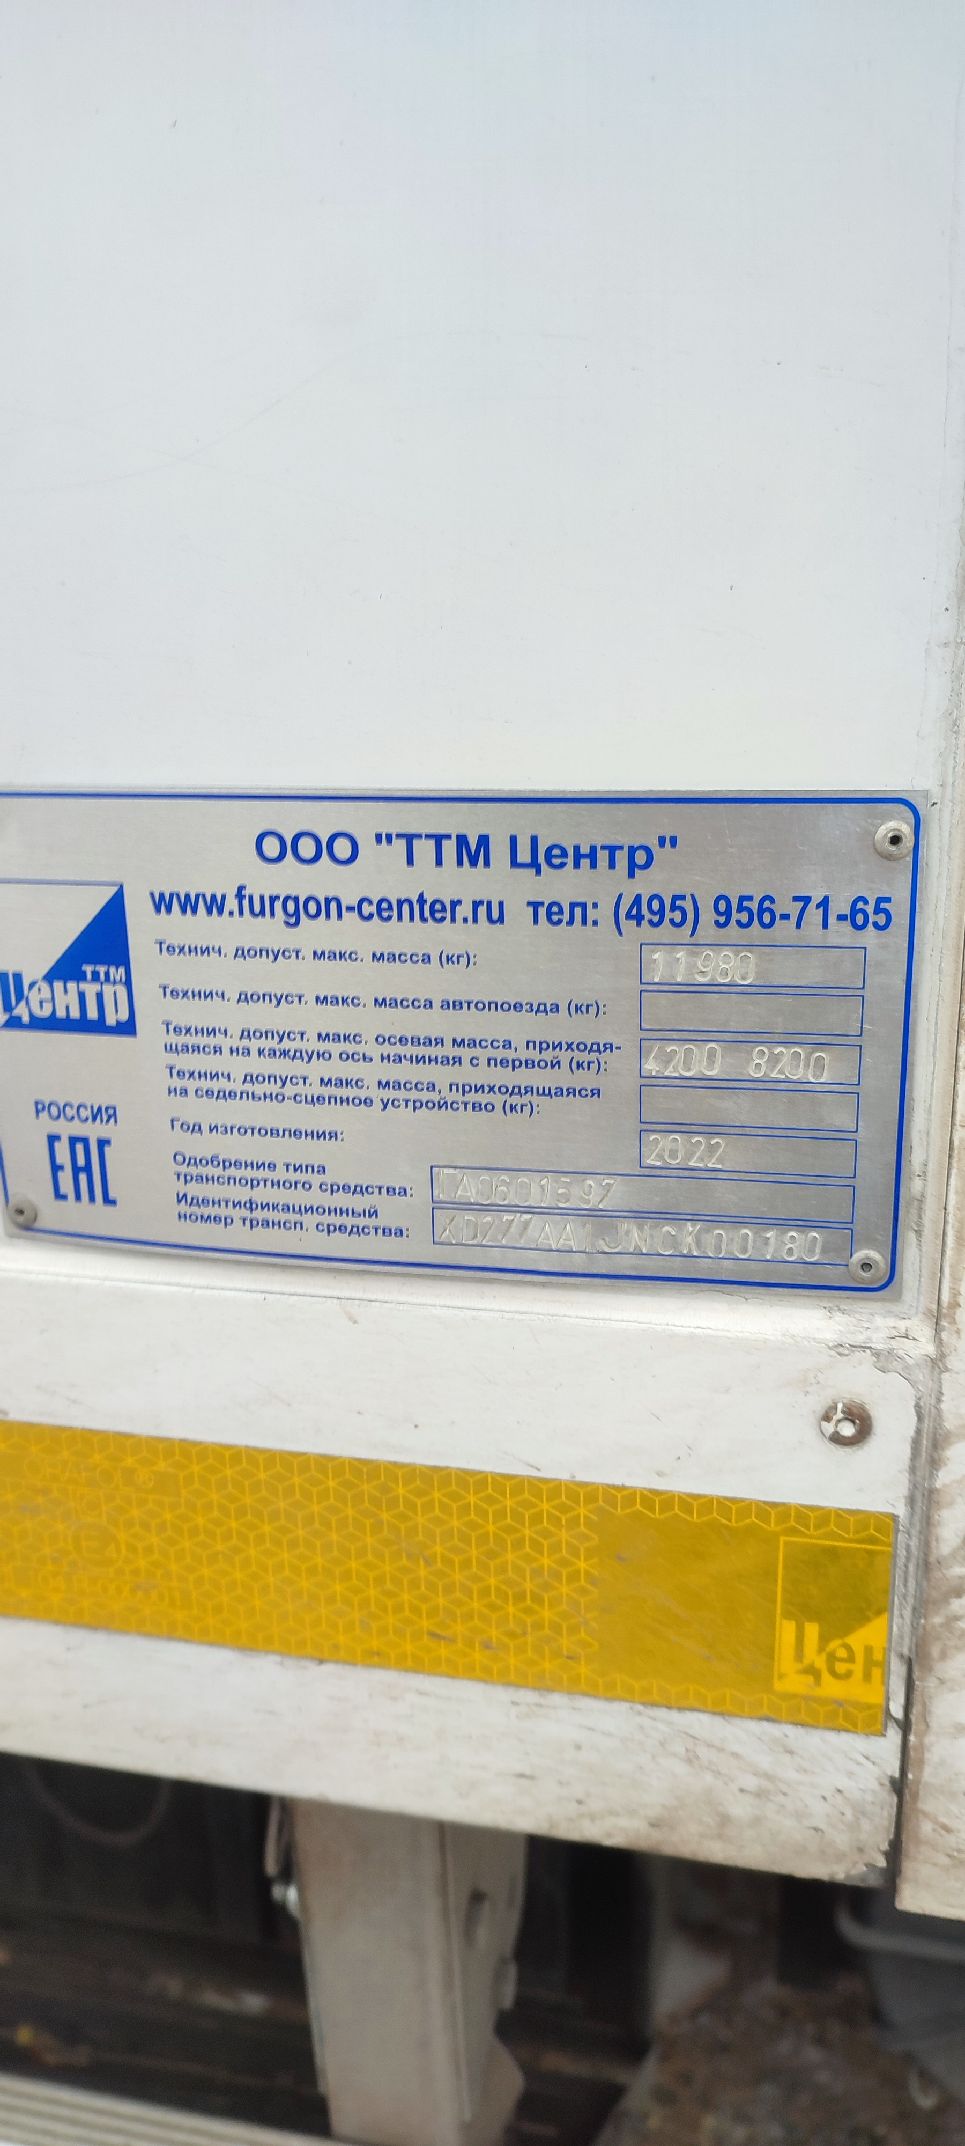 ООО "ТТМ Центр"
www.furgon-center.ru тел: (495) 956-71-65
ТТМ
Центр
Технич. допуст. макс. масса (кг): 11980
Технич. допуст. макс. масса автопоезда (кг):
Технич. допуст. макс. осевая масса, приходя-
щаяся на каждую ось начиная с первой (кг): 4200 8200
Технич. допуст. макс. масса, приходящаяся
на седельно-сцепное устройство (кг):
РОССИЯ
ЕАС
Год изготовления: 2022
Одобрение типа
транспортного средства: ГА0601597
Идентификационный
номер трансп. средства: XD277AA1JNCK00180
Цен